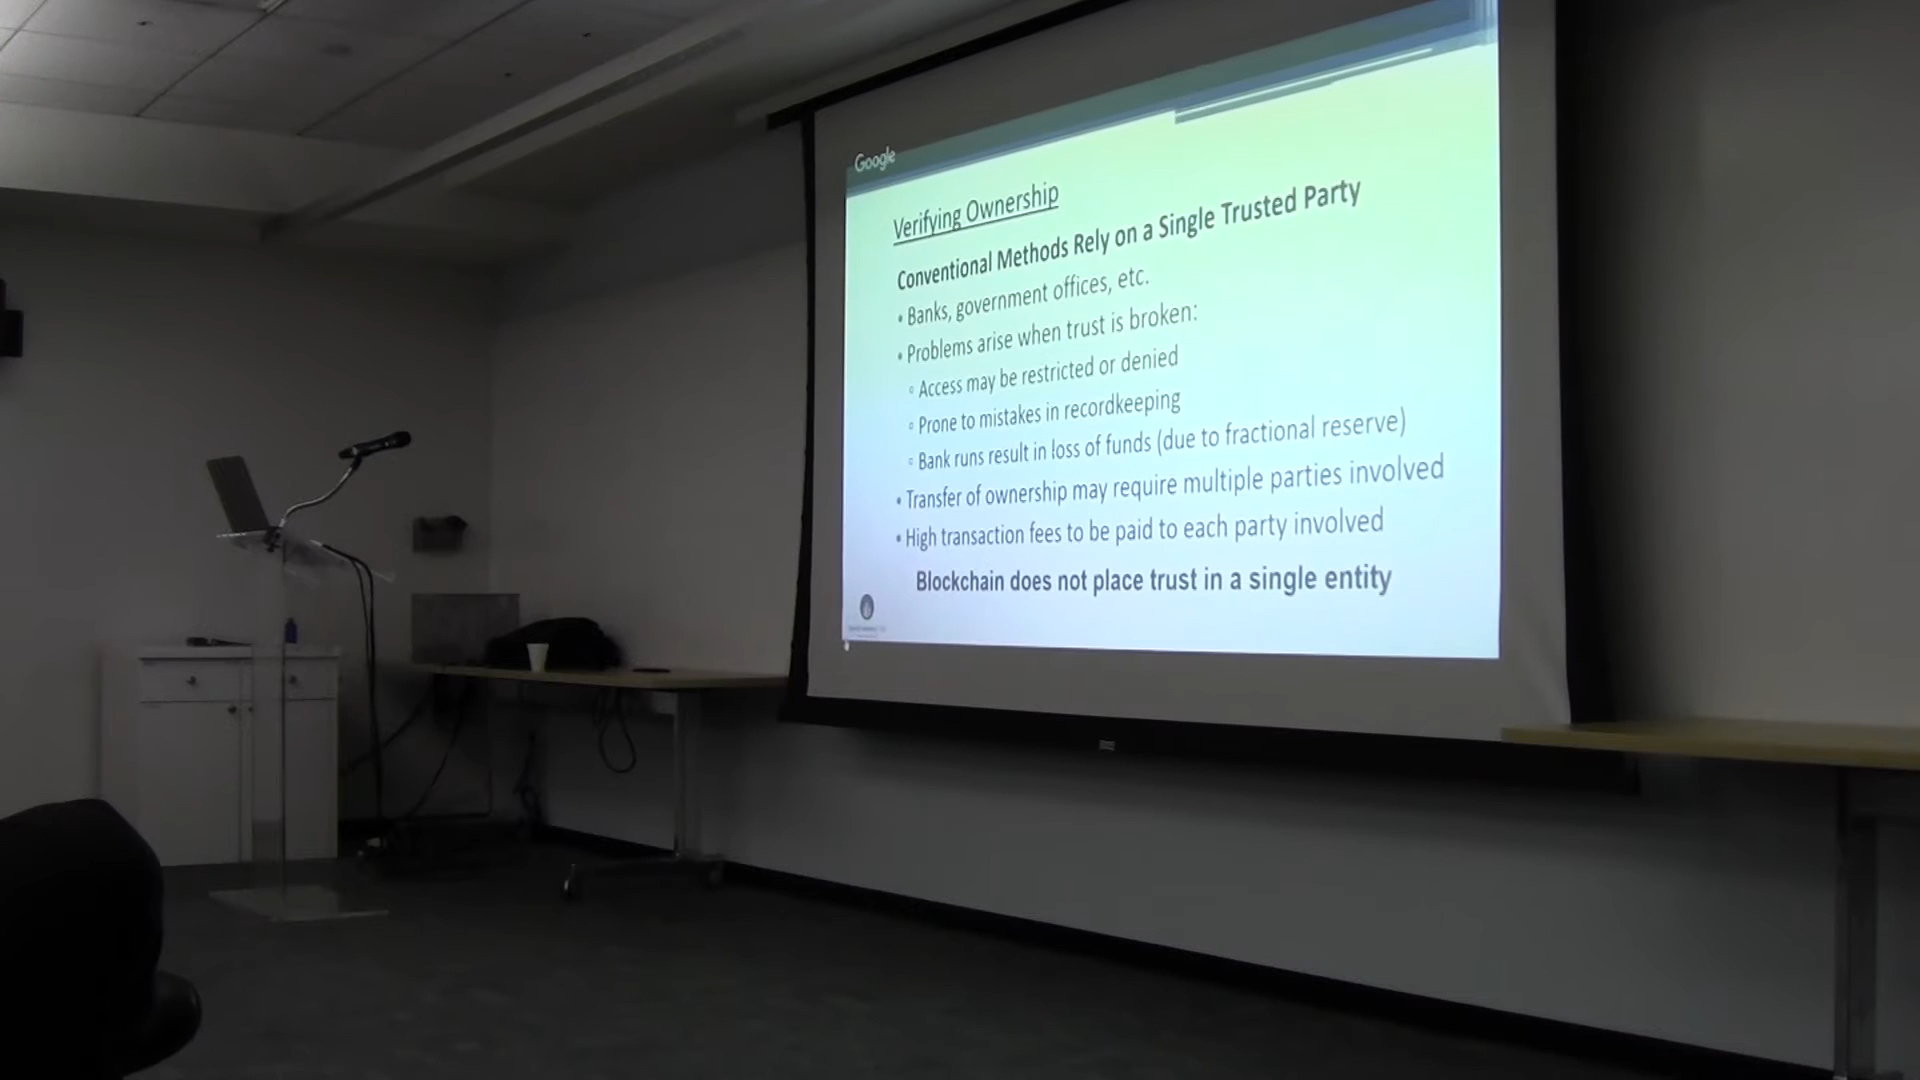 Google
Verifying Ownership
Conventional Methods Rely on a Single Trusted Party
• Banks, government offices, etc.
• Problems arise when trust is broken:
▫ Access may be restricted or denied
▫ Prone to mistakes in recordkeeping
▫ Bank runs result in loss of funds (due to fractional reserve)
• Transfer of ownership may require multiple parties involved
• High transaction fees to be paid to each party involved
Blockchain does not place trust in a single entity